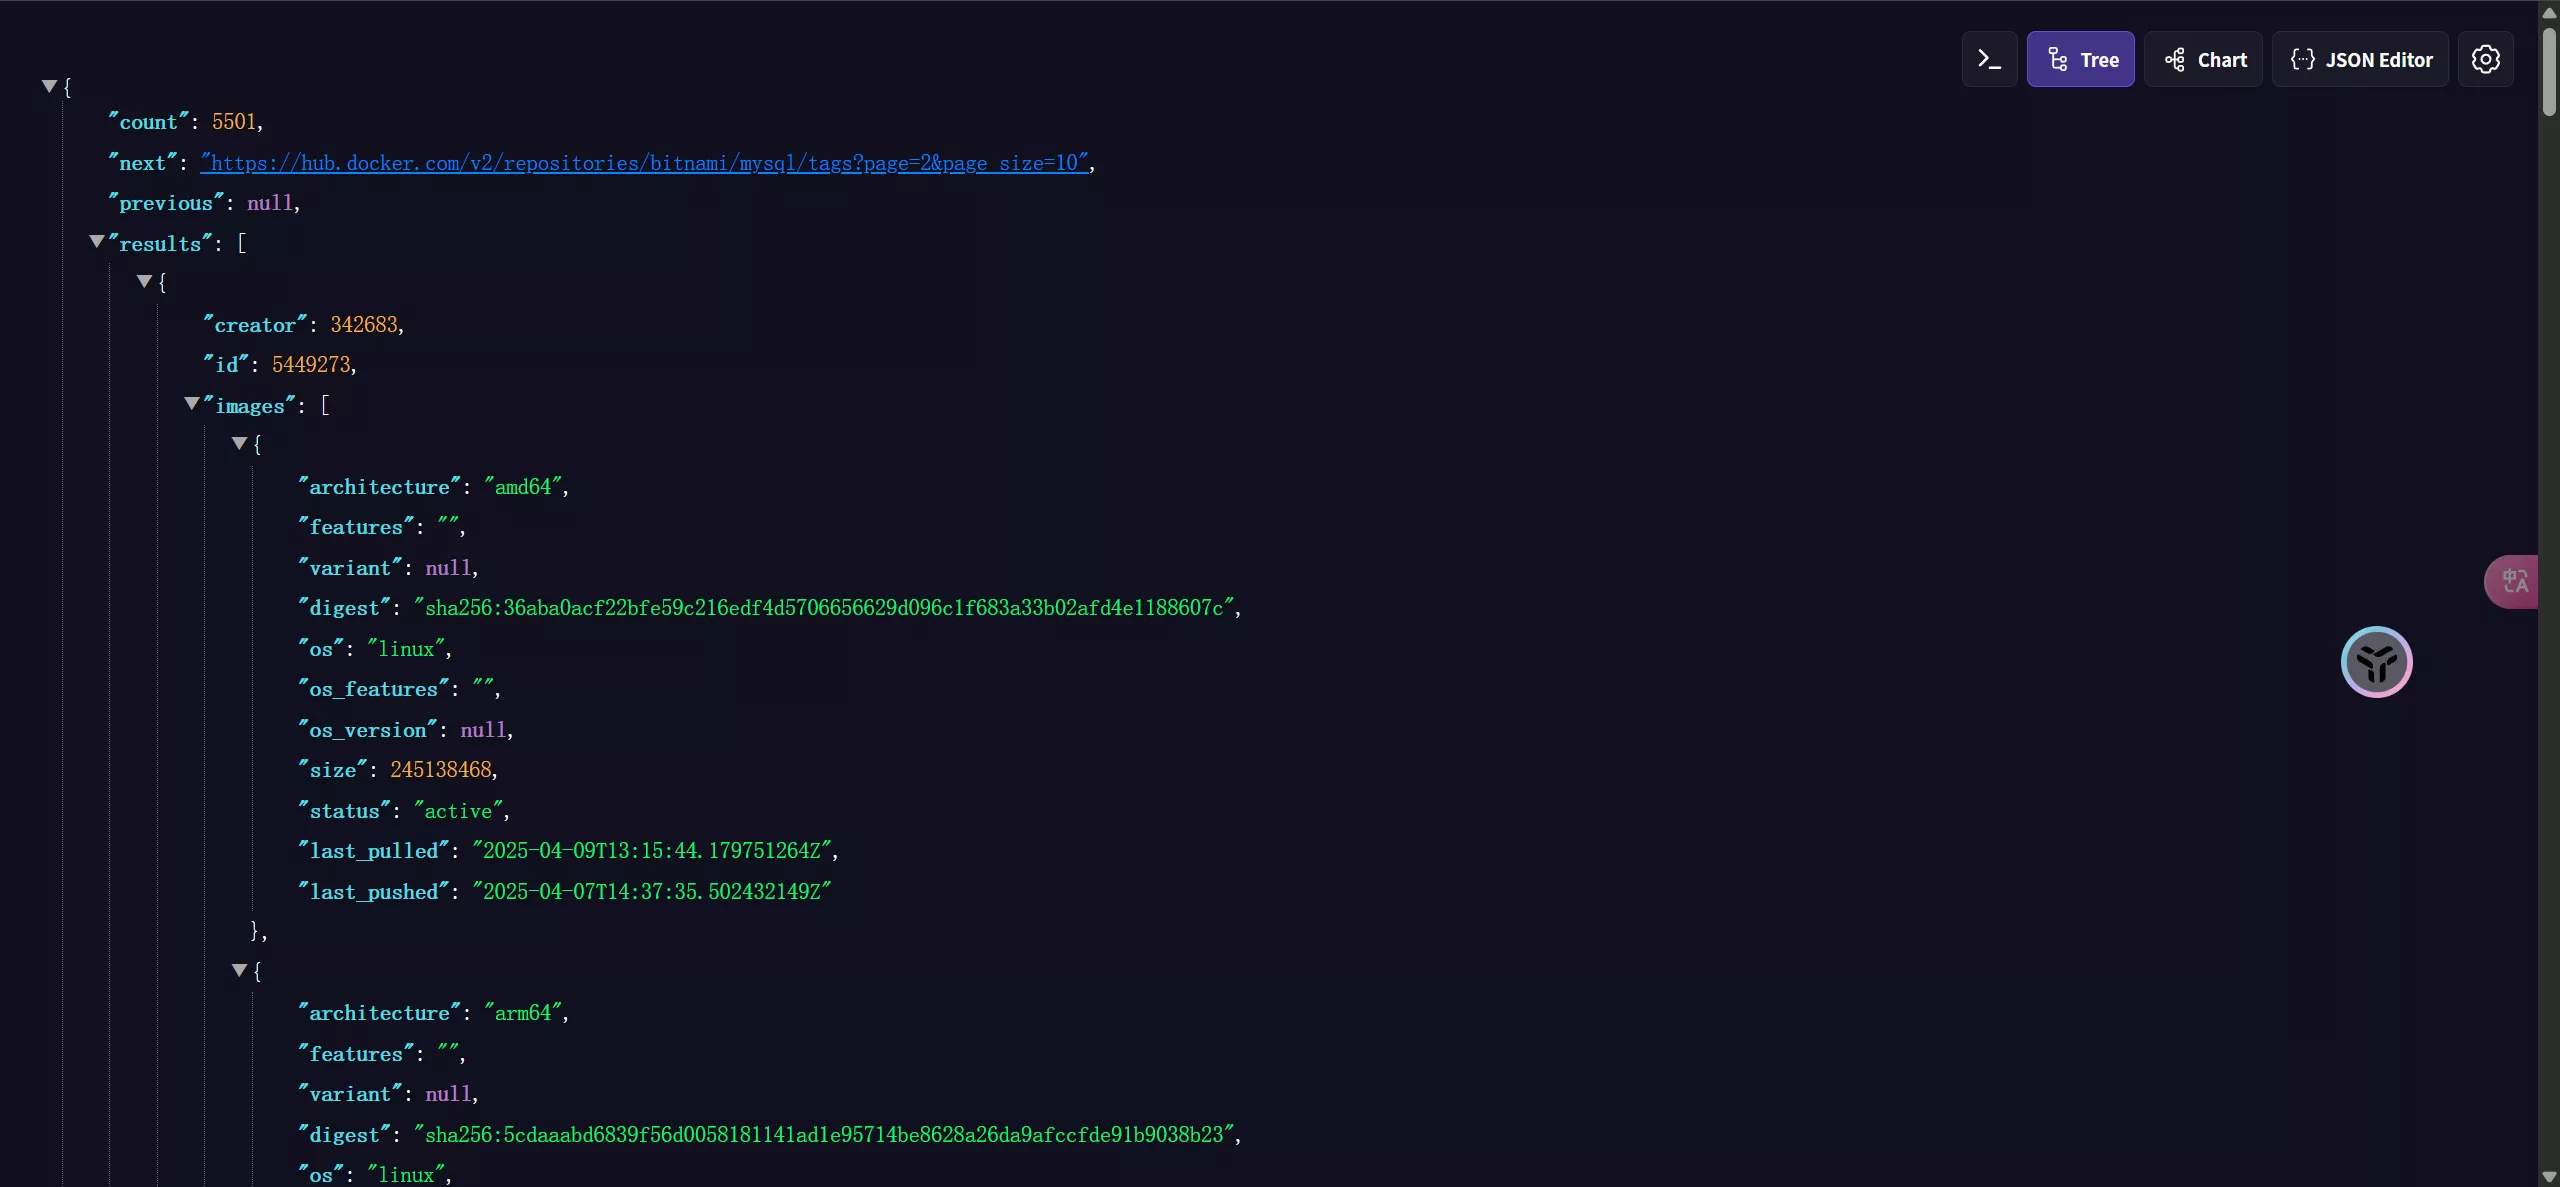 >_ Tree Chart {··} JSON Editor
{
"count": 5501,
"next": "https://hub.docker.com/v2/repositories/bitnami/mysql/tags?page=2&page_size=10",
"previous": null,
"results": [
{
"creator": 342683,
"id": 5449273,
"images": [
{
"architecture": "amd64",
"features": "",
"variant": null,
"digest": "sha256:36aba0acf22bfe59c216edf4d5706656629d096c1f683a33b02afd4e1188607c",
"os": "linux",
"os_features": "",
"os_version": null,
"size": 245138468,
"status": "active",
"last_pulled": "2025-04-09T13:15:44.179751264Z",
"last_pushed": "2025-04-07T14:37:35.502432149Z"
},
{
"architecture": "arm64",
"features": "",
"variant": null,
"digest": "sha256:5cdaaabd6839f56d0058181141ad1e95714be8628a26da9afccfde91b9038b23",
"os": "linux",
中A